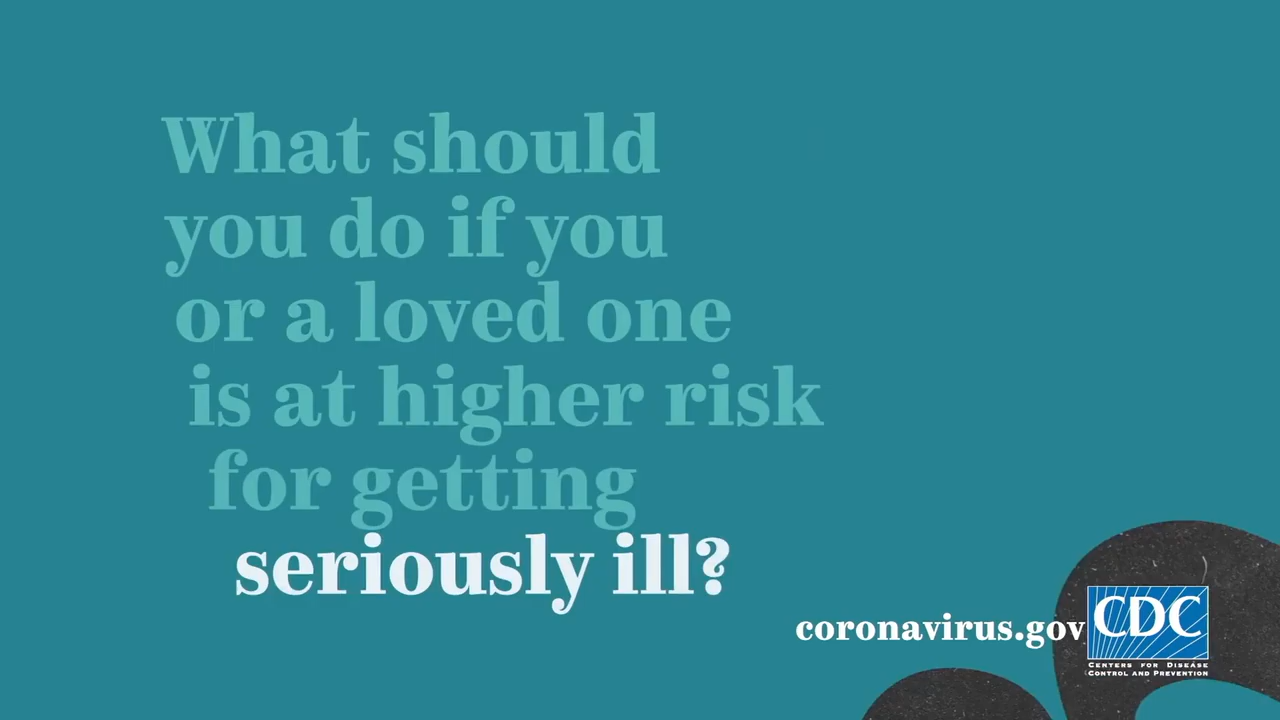 What should
you do if you
or a loved one
is at higher risk
for getting
seriously ill?
coronavirus.gov
CDC
CENTERS FOR DISEASE
CONTROL AND PREVENTION